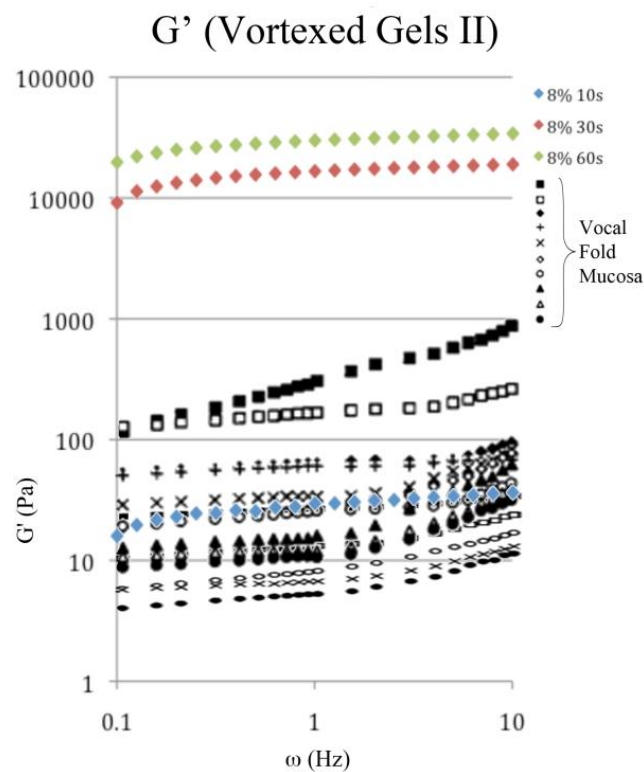 G’ (Vortexed Gels II)
100000
10000
1000
100
10
1
G' (Pa)
0.1
1
10
ω (Hz)
8% 10s
8% 30s
8% 60s
Vocal
Fold
Mucosa